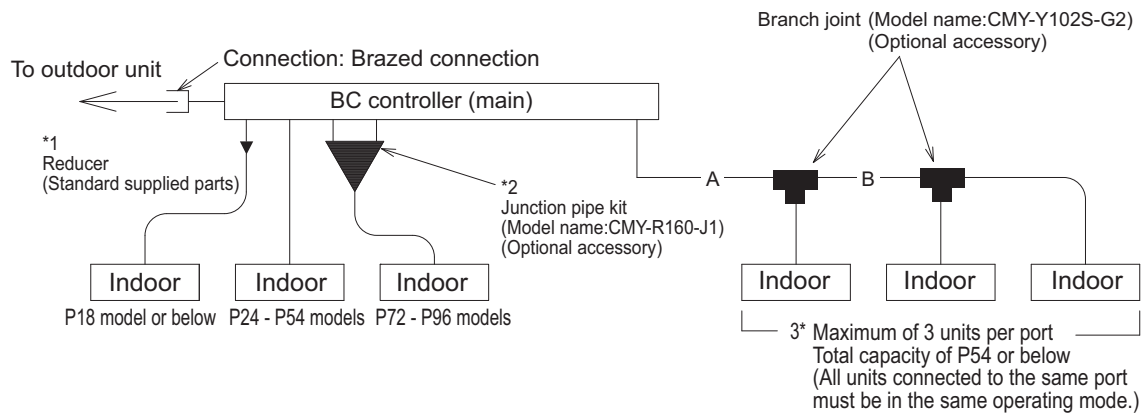 Branch joint (Model name:CMY-Y102S-G2)
(Optional accessory)
To outdoor unit
Connection: Brazed connection
BC controller (main)
*1
Reducer
(Standard supplied parts)
*2
Junction pipe kit
(Model name:CMY-R160-J1)
(Optional accessory)
A
B
Indoor
Indoor
Indoor
Indoor
Indoor
Indoor
P18 model or below
P24 - P54 models
P72 - P96 models
3* Maximum of 3 units per port
Total capacity of P54 or below
(All units connected to the same port
must be in the same operating mode.)